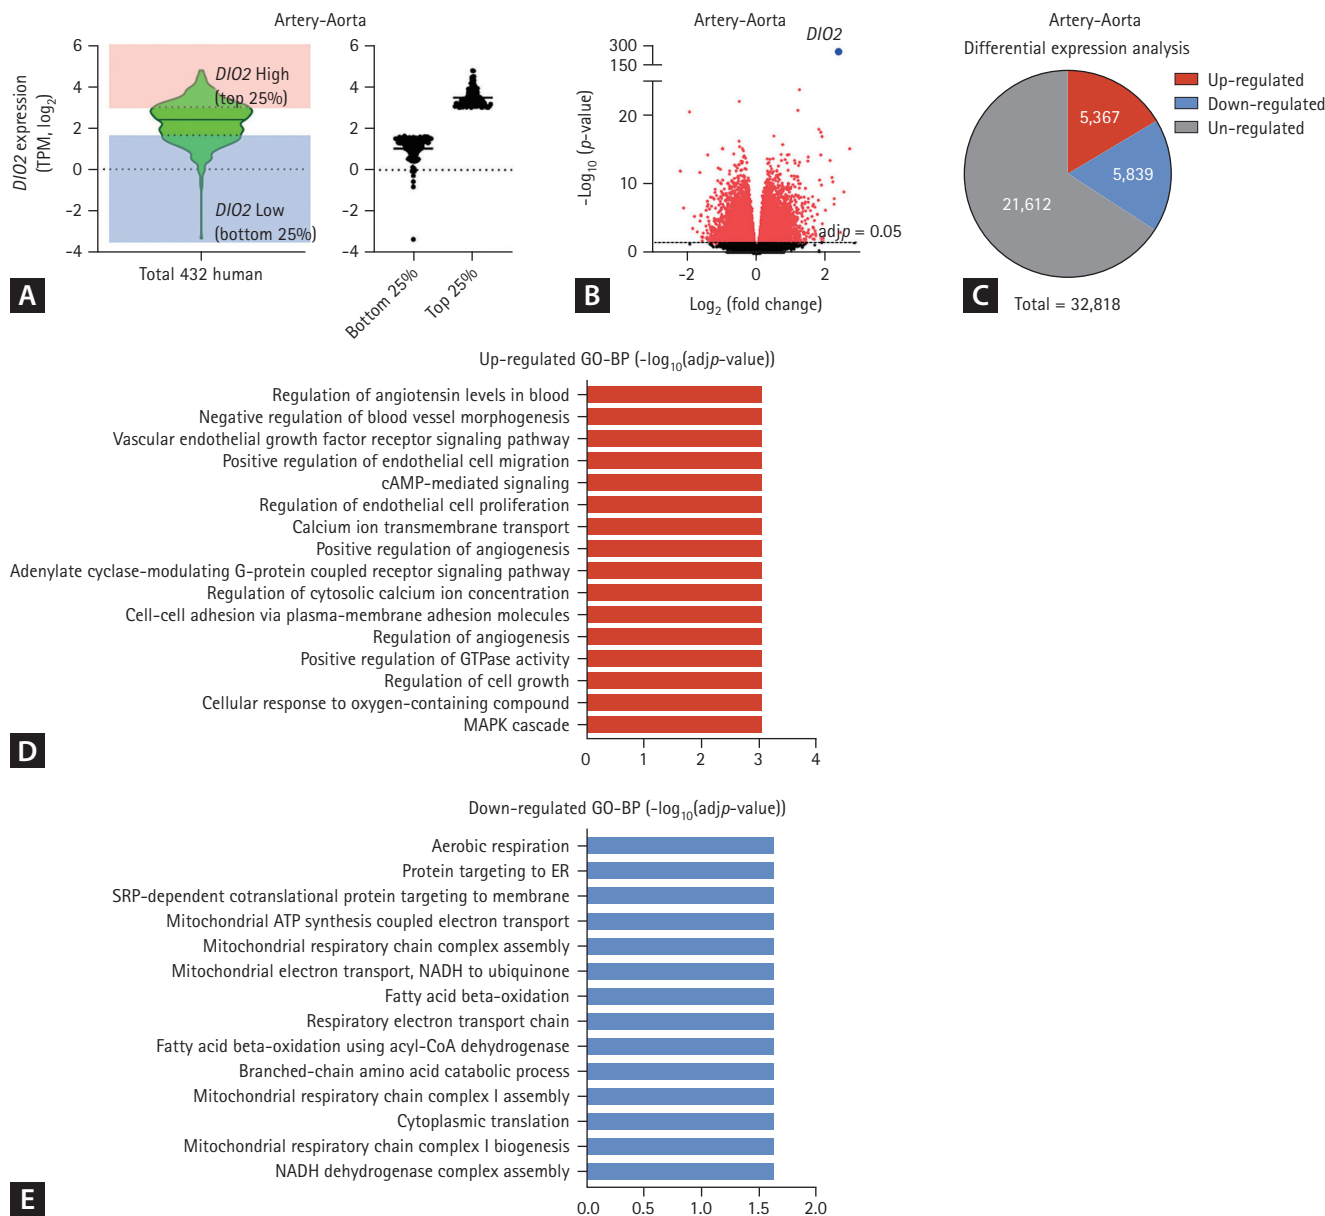 Artery-Aorta
DIO2 expression
(TPM, log2)
6
4
2
0
−2
−4
DIO2 High
(top 25%)
DIO2 Low
(bottom 25%)
Total 432 human
6
4
2
0
−2
−4
Bottom 25%
Top 25%
A
Artery-Aorta
DIO2
-Log10 (p-value)
300
150
20
10
0
adjp = 0.05
−2
0
2
Log2 (fold change)
B
Artery-Aorta
Differential expression analysis
5,367
5,839
21,612
Up-regulated
Down-regulated
Un-regulated
Total = 32,818
C
Up-regulated GO-BP (-log10(adjp-value))
Regulation of angiotensin levels in blood
Negative regulation of blood vessel morphogenesis
Vascular endothelial growth factor receptor signaling pathway
Positive regulation of endothelial cell migration
cAMP-mediated signaling
Regulation of endothelial cell proliferation
Calcium ion transmembrane transport
Positive regulation of angiogenesis
Adenylate cyclase-modulating G-protein coupled receptor signaling pathway
Regulation of cytosolic calcium ion concentration
Cell-cell adhesion via plasma-membrane adhesion molecules
Regulation of angiogenesis
Positive regulation of GTPase activity
Regulation of cell growth
Cellular response to oxygen-containing compound
MAPK cascade
0 1 2 3 4
D
Down-regulated GO-BP (-log10(adjp-value))
Aerobic respiration
Protein targeting to ER
SRP-dependent cotranslational protein targeting to membrane
Mitochondrial ATP synthesis coupled electron transport
Mitochondrial respiratory chain complex assembly
Mitochondrial electron transport, NADH to ubiquinone
Fatty acid beta-oxidation
Respiratory electron transport chain
Fatty acid beta-oxidation using acyl-CoA dehydrogenase
Branched-chain amino acid catabolic process
Mitochondrial respiratory chain complex I assembly
Cytoplasmic translation
Mitochondrial respiratory chain complex I biogenesis
NADH dehydrogenase complex assembly
0.0 0.5 1.0 1.5 2.0
E